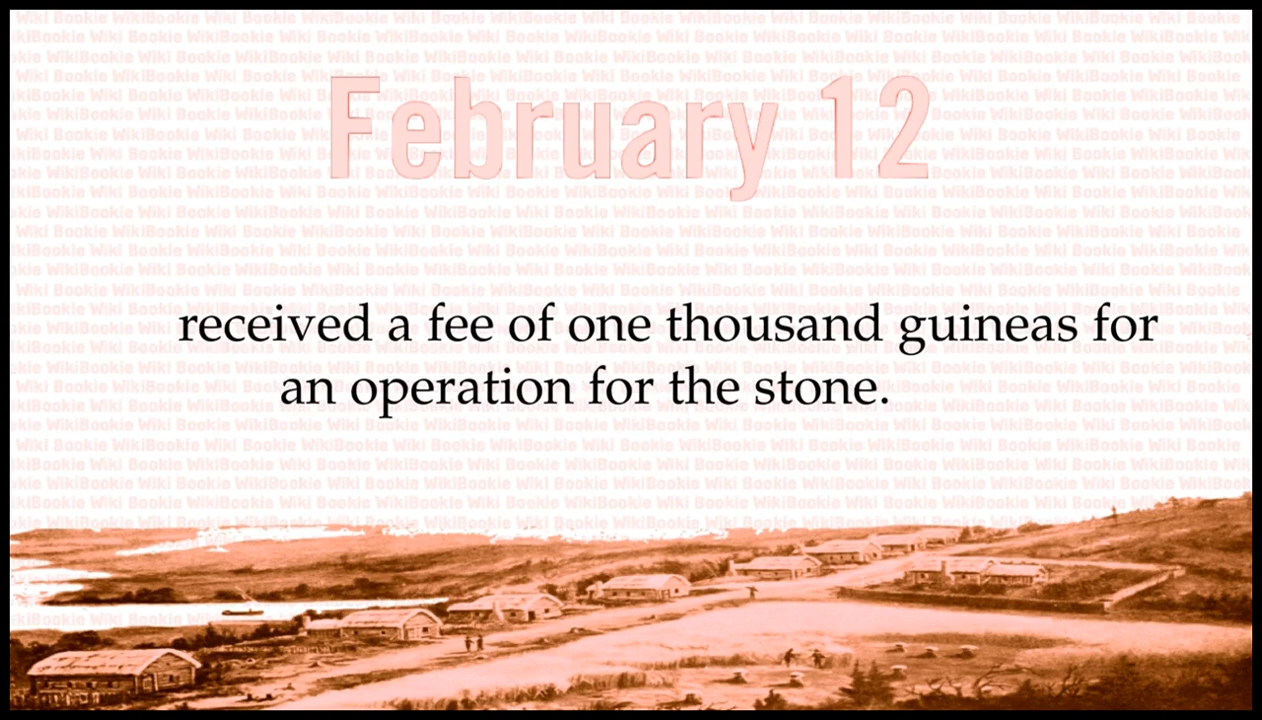 February 12
received a fee of one thousand guineas for
an operation for the stone.